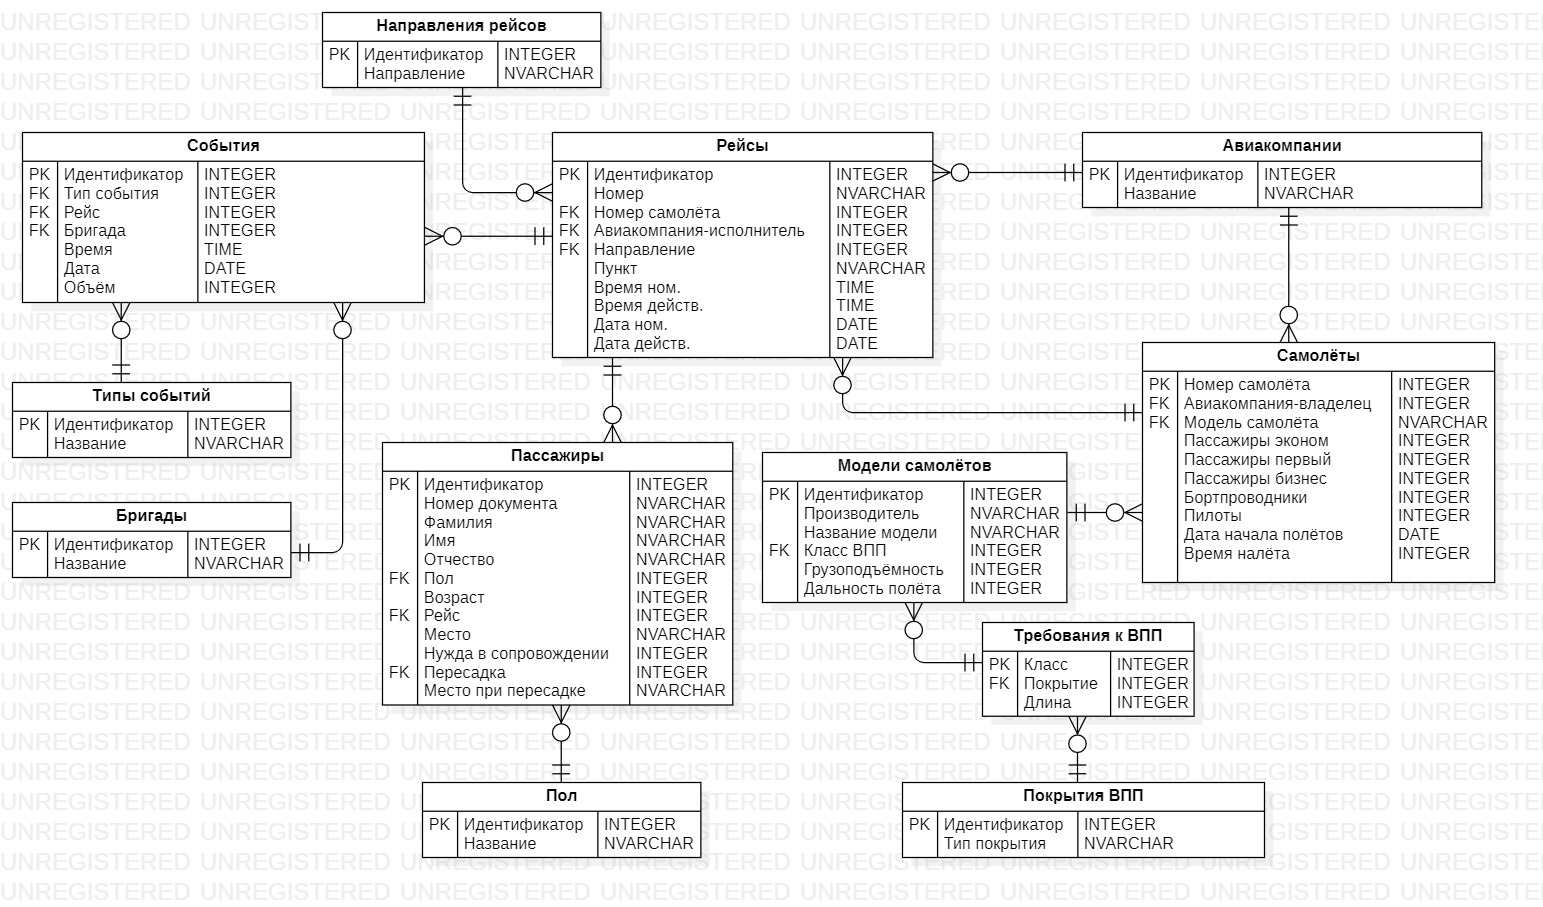 Направления рейсов
PK Идентификатор INTEGER
Направление NVARCHAR
События
PK Идентификатор INTEGER
FK Тип события INTEGER
FK Рейс INTEGER
FK Бригада INTEGER
Время TIME
Дата DATE
Объём INTEGER
Рейсы
PK Идентификатор INTEGER
Номер NVARCHAR
FK Номер самолёта INTEGER
FK Авиакомпания-исполнитель INTEGER
FK Направление INTEGER
Пункт NVARCHAR
Время ном. TIME
Время действ. TIME
Дата ном. DATE
Дата действ. DATE
Авиакомпании
PK Идентификатор INTEGER
Название NVARCHAR
Самолёты
PK Номер самолёта INTEGER
FK Авиакомпания-владелец INTEGER
FK Модель самолёта NVARCHAR
Пассажиры эконом INTEGER
Пассажиры первый INTEGER
Пассажиры бизнес INTEGER
Бортпроводники INTEGER
Пилоты INTEGER
Дата начала полётов DATE
Время налёта INTEGER
Типы событий
PK Идентификатор INTEGER
Название NVARCHAR
Бригады
PK Идентификатор INTEGER
Название NVARCHAR
Пассажиры
PK Идентификатор INTEGER
Номер документа NVARCHAR
Фамилия NVARCHAR
Имя NVARCHAR
Отчество NVARCHAR
FK Пол INTEGER
Возраст INTEGER
FK Рейс INTEGER
Место NVARCHAR
Нужда в сопровождении INTEGER
FK Пересадка INTEGER
Место при пересадке NVARCHAR
Модели самолётов
PK Идентификатор INTEGER
Производитель NVARCHAR
Название модели NVARCHAR
FK Класс ВПП INTEGER
Грузоподъёмность INTEGER
Дальность полёта INTEGER
Требования к ВПП
PK Класс INTEGER
FK Покрытие INTEGER
Длина INTEGER
Пол
PK Идентификатор INTEGER
Название NVARCHAR
Покрытия ВПП
PK Идентификатор INTEGER
Тип покрытия NVARCHAR
UNREGISTERED